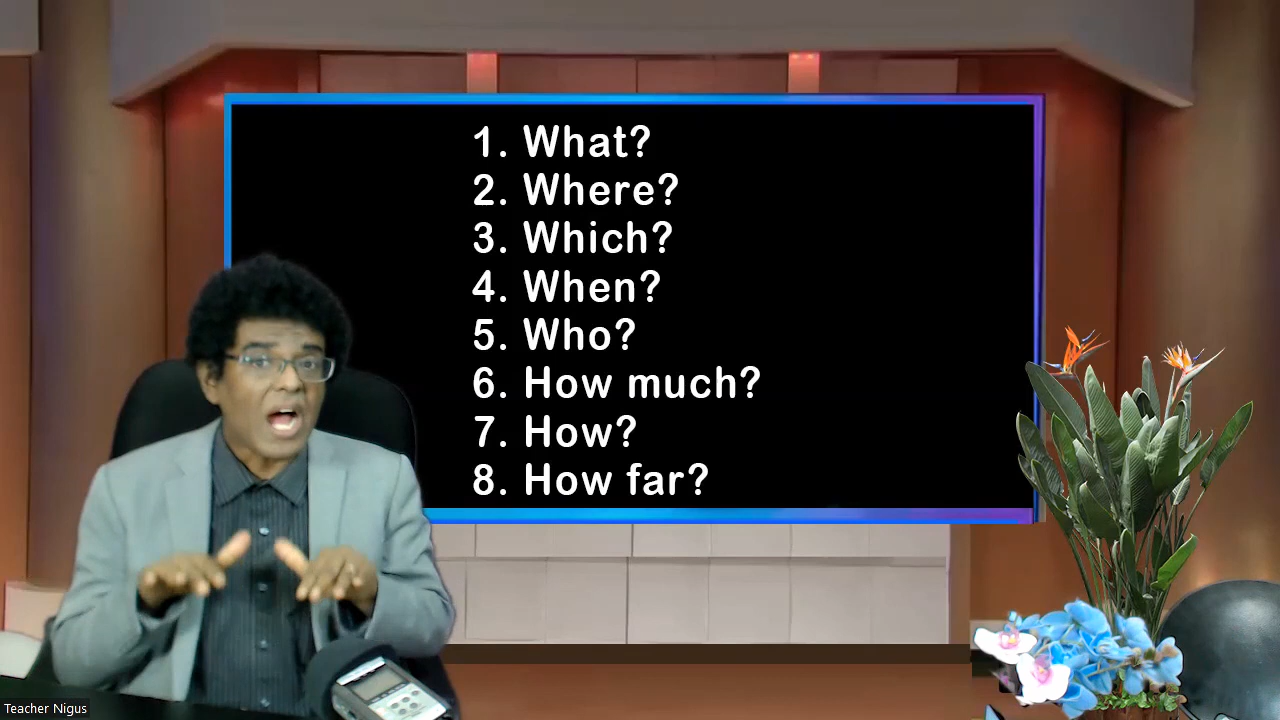 1. What?
2. Where?
3. Which?
4. When?
5. Who?
6. How much?
7. How?
8. How far?
Teacher Nigus